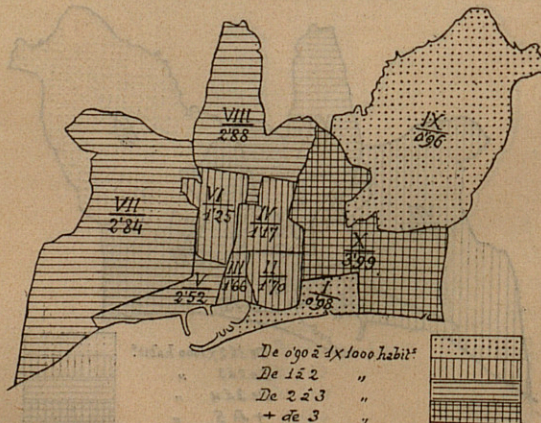 VIII
2'88
IX
0'96
VII
2'84
VI
1'25
IV
1'17
X
3'99
V
2'52
III
1'66
II
1'70
I
0'98
De 0'90 à 1 x 1000 habits
De 1 à 2 "
De 2 à 3 "
+ de 3 "